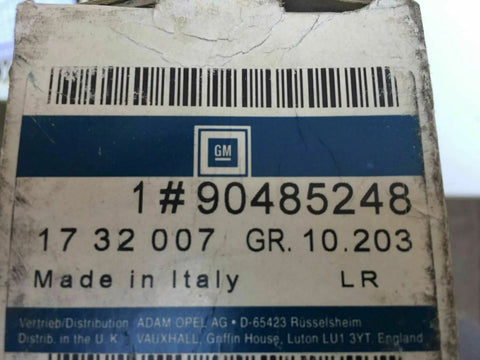 GM
1#90485248
17 32 007 GR. 10.203
Made in Italy LR
Vertrieb/Distribution ADAM OPEL AG • D-65423 Rüsselsheim
Distrib. in the U. K. VAUXHALL, Griffin House, Luton LU1 3YT. England